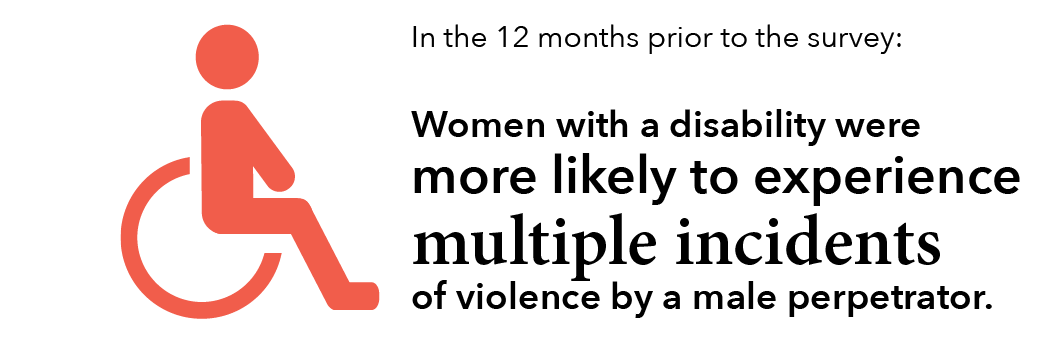 In the 12 months prior to the survey:
Women with a disability were
more likely to experience
multiple incidents
of violence by a male perpetrator.